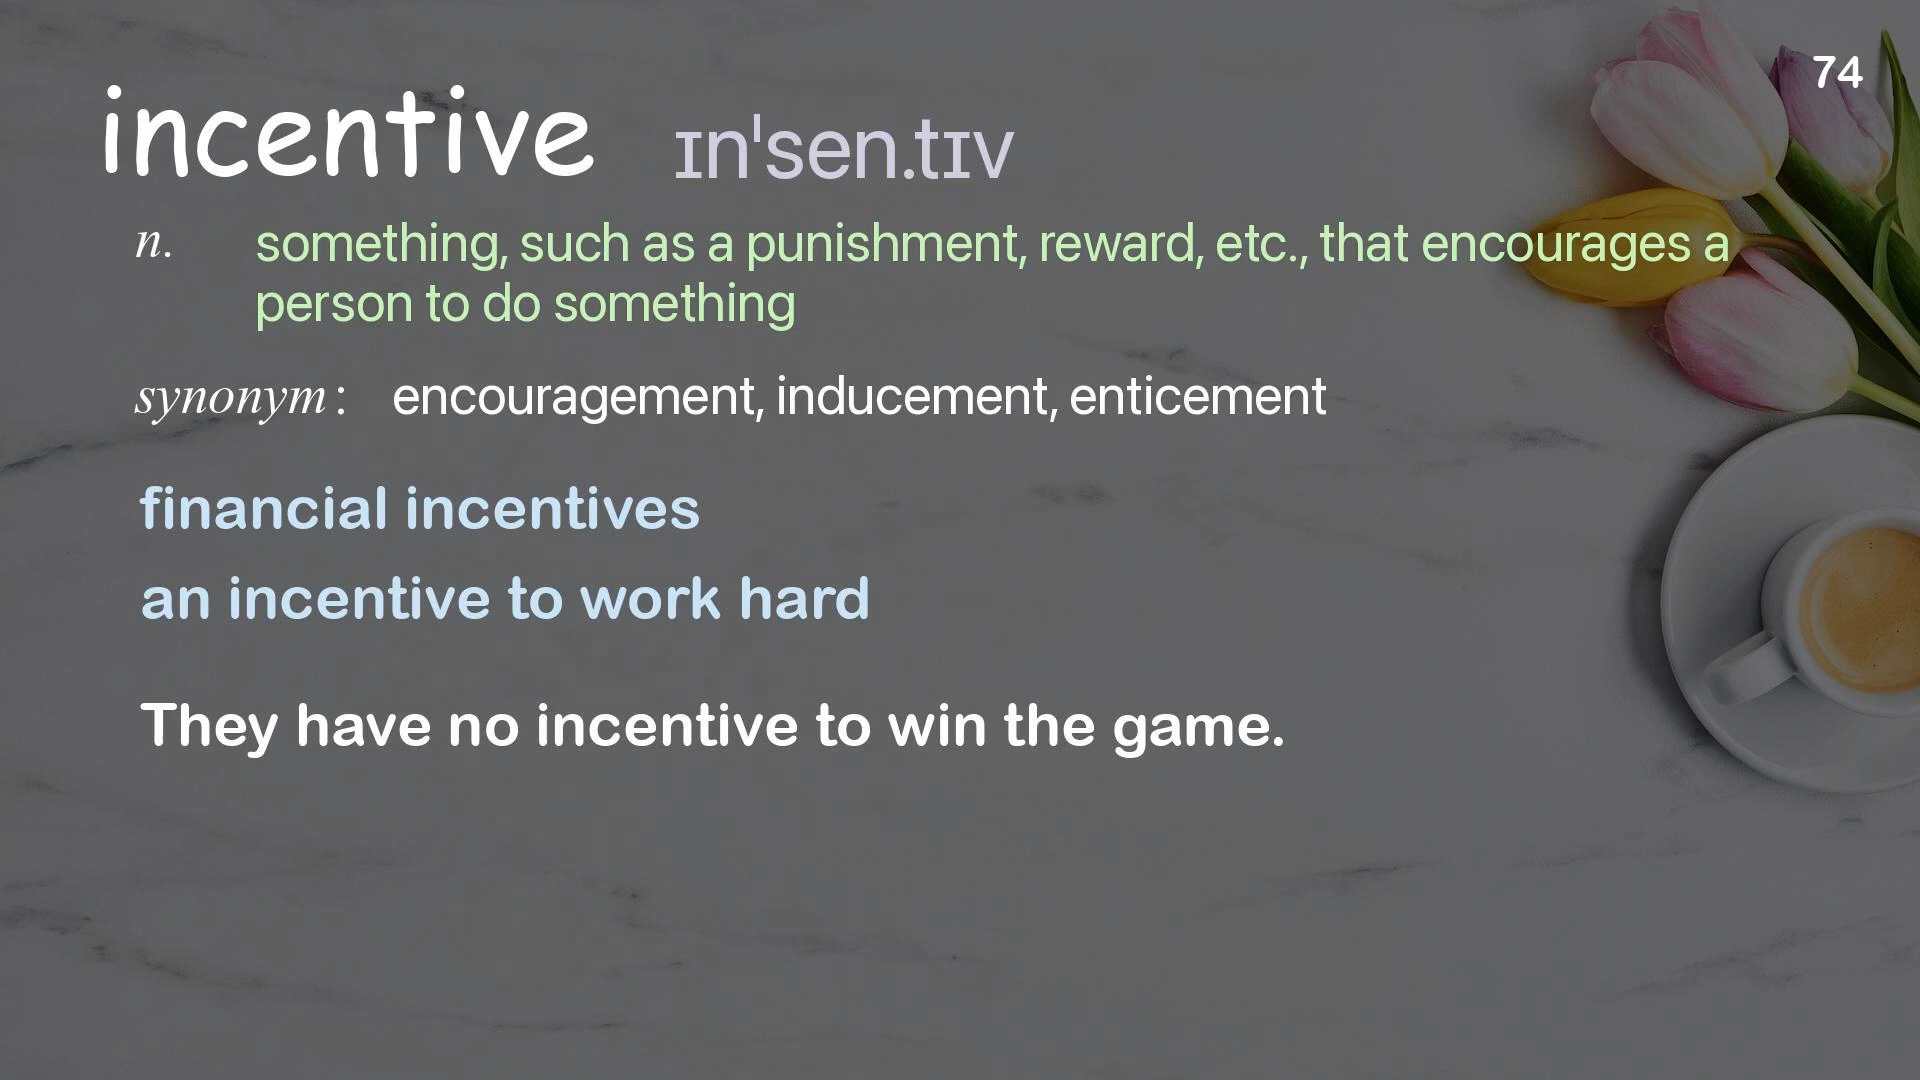 74
incentive ɪnˈsen.tɪv
n. something, such as a punishment, reward, etc., that encourages a
person to do something
synonym : encouragement, inducement, enticement
financial incentives
an incentive to work hard
They have no incentive to win the game.